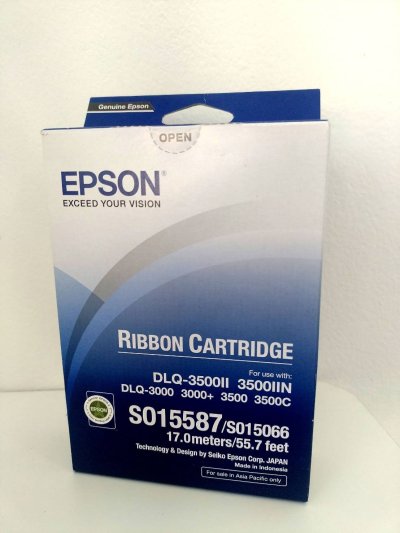 Genuine Epson
OPEN
EPSON®
EXCEED YOUR VISION
RIBBON CARTRIDGE
For use with:
DLQ-3500II 3500IIN
DLQ-3000 3000+ 3500 3500C
EPSON
S015587/S015066
17.0meters/55.7 feet
Technology & Design by Seiko Epson Corp. JAPAN
Made in Indonesia
For sale in Asia Pacific only